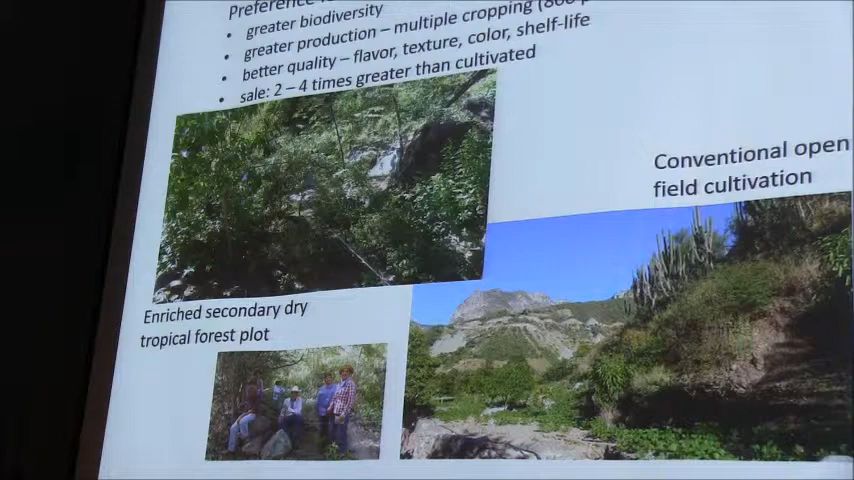 Preference
• greater biodiversity
• greater production – multiple cropping (800
• better quality – flavor, texture, color, shelf-life
• sale: 2 – 4 times greater than cultivated
Conventional open
field cultivation
Enriched secondary dry
tropical forest plot